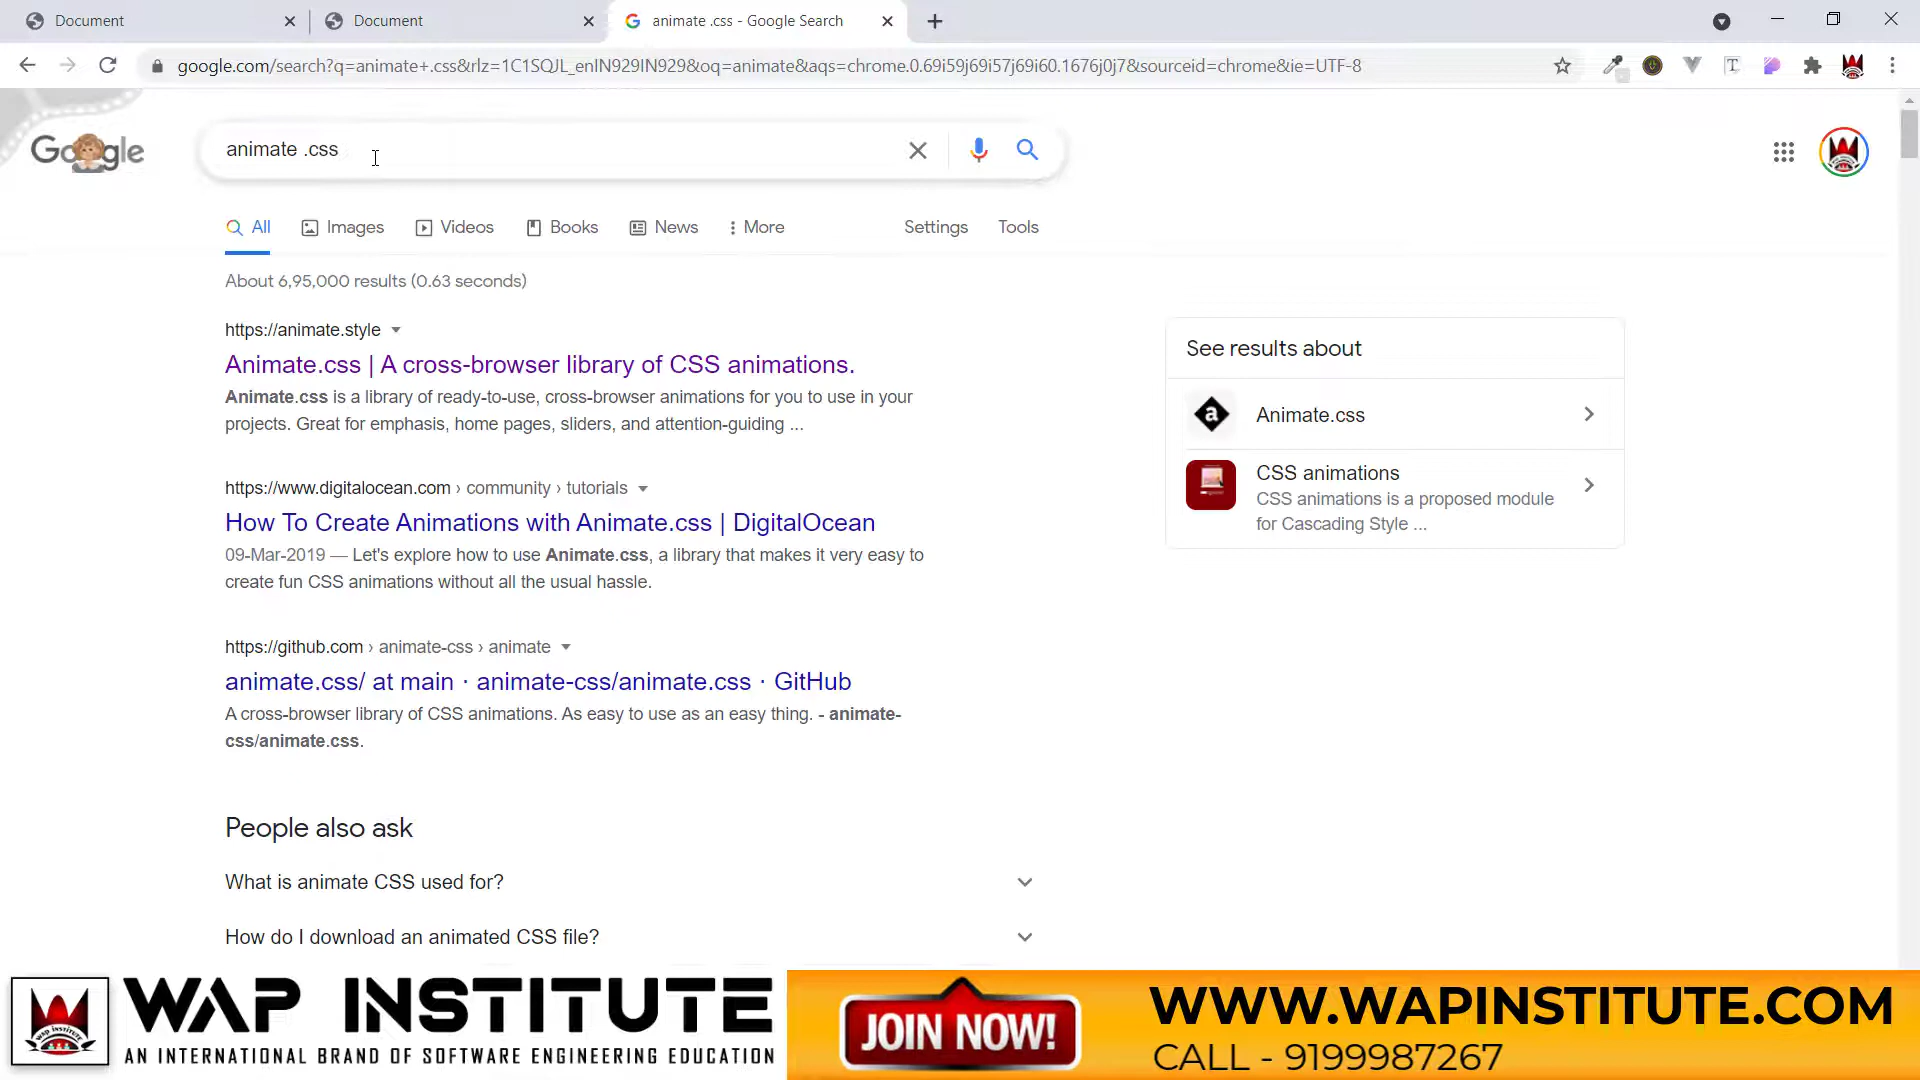 Document
Document
animate .css - Google Search
google.com/search?q=animate+.css&rlz=1C1SQJL_enIN929IN929&oq=animate&aqs=chrome.0.69i59j69i57j69i60.1676j0j7&sourceid=chrome&ie=UTF-8
Google
animate .css
All
Images
Videos
Books
News
More
Settings
Tools
About 6,95,000 results (0.63 seconds)
https://animate.style
Animate.css | A cross-browser library of CSS animations.
Animate.css is a library of ready-to-use, cross-browser animations for you to use in your
projects. Great for emphasis, home pages, sliders, and attention-guiding ...
https://www.digitalocean.com › community › tutorials
How To Create Animations with Animate.css | DigitalOcean
09-Mar-2019 — Let's explore how to use Animate.css, a library that makes it very easy to
create fun CSS animations without all the usual hassle.
https://github.com › animate-css › animate
animate.css/ at main · animate-css/animate.css · GitHub
A cross-browser library of CSS animations. As easy to use as an easy thing. - animate-
css/animate.css.
People also ask
What is animate CSS used for?
How do I download an animated CSS file?
See results about
a
Animate.css
CSS animations
CSS animations is a proposed module
for Cascading Style ...
WAP INSTITUTE
WAP INSTITUTE
AN INTERNATIONAL BRAND OF SOFTWARE ENGINEERING EDUCATION
JOIN NOW!
WWW.WAPINSTITUTE.COM
CALL - 9199987267